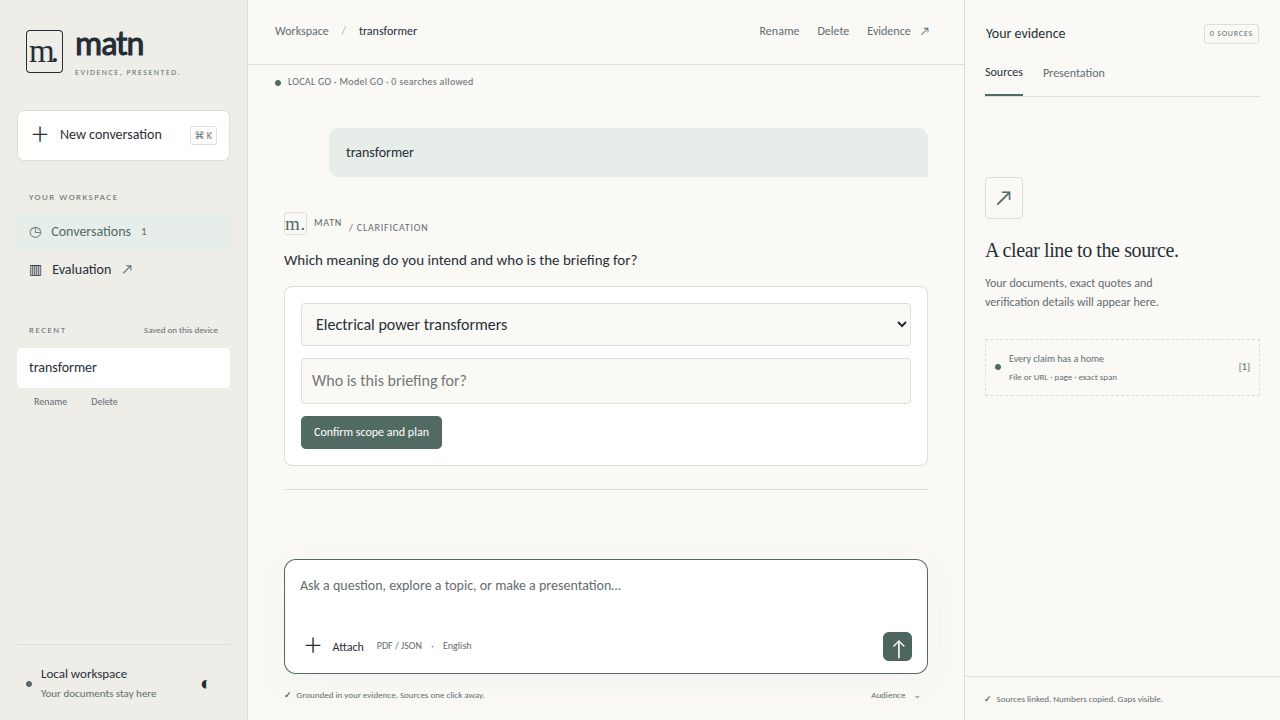 m. matn
EVIDENCE, PRESENTED.
New conversation ⌘ K
YOUR WORKSPACE
Conversations 1
Evaluation ↗
RECENT Saved on this device
transformer
Rename Delete
Local workspace
Your documents stay here
Workspace / transformer
Rename Delete Evidence ↗
LOCAL GO · Model GO · 0 searches allowed
transformer
m. MATN / CLARIFICATION
Which meaning do you intend and who is the briefing for?
Electrical power transformers
Who is this briefing for?
Confirm scope and plan
Ask a question, explore a topic, or make a presentation...
Attach PDF / JSON · English
✓ Grounded in your evidence. Sources one click away.
Audience
Your evidence 0 SOURCES
Sources Presentation
A clear line to the source.
Your documents, exact quotes and
verification details will appear here.
Every claim has a home
File or URL · page · exact span
[1]
✓ Sources linked. Numbers copied. Gaps visible.